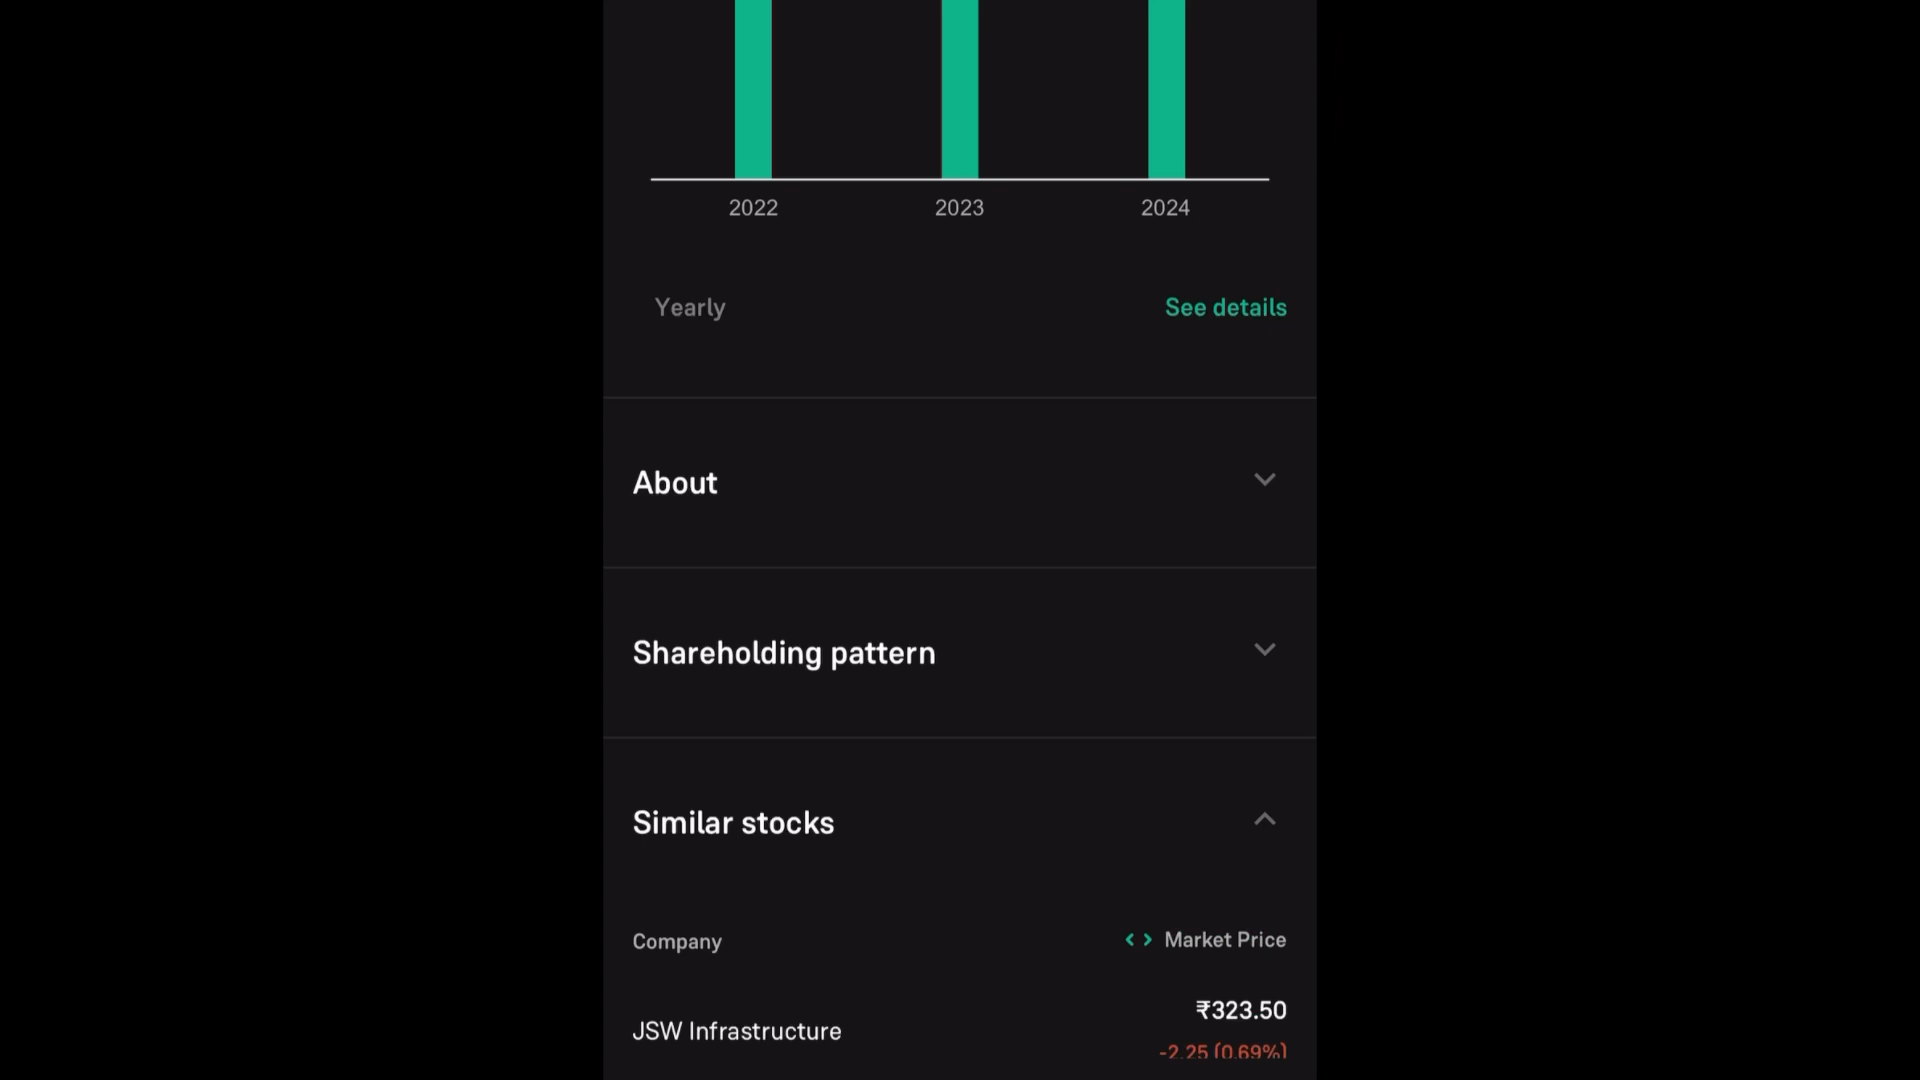 2022 2023 2024
Yearly See details
About
Shareholding pattern
Similar stocks
Company < > Market Price
₹323.50
JSW Infrastructure
-2.25 (0.69%)